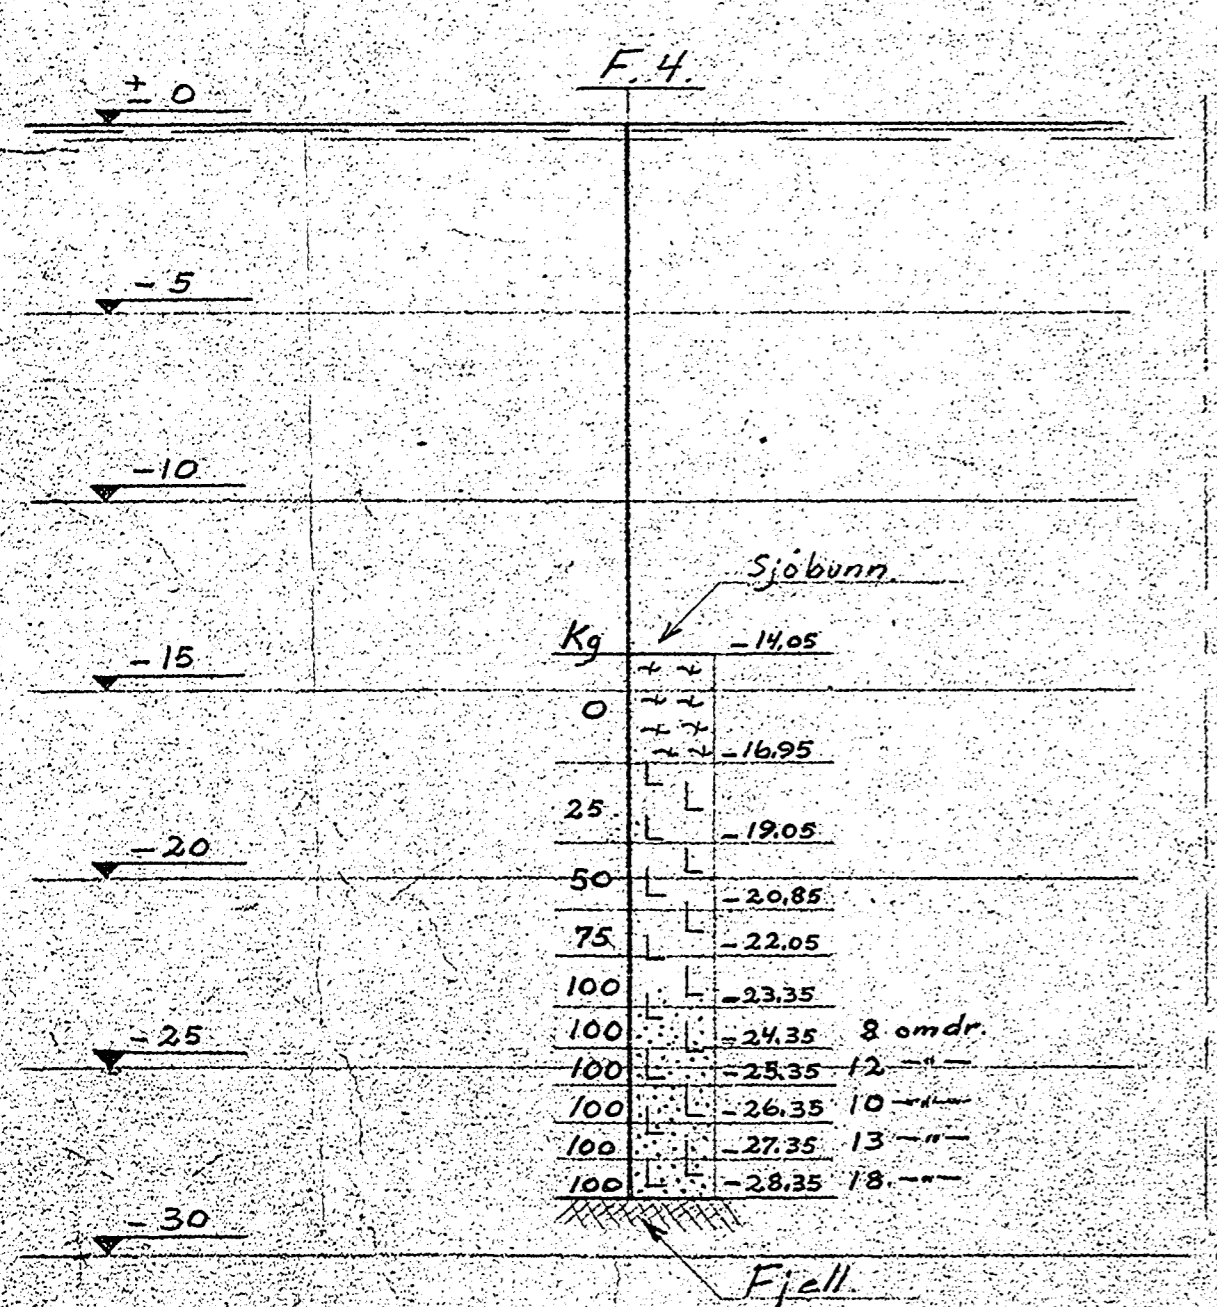 F. 4.
± 0
- 5
- 10
Sjöbunn.
Kg -14,05
- 15
0
-16,95
25
-19.05
- 20
50
-20,85
75 -22.05
100 -23.35
- 25
100 -24.35 8 omdr.
100 -25.35 12 —"—
100 -26.35 10 —"—
100 -27.35 13 —"—
100 -28.35 18. —"—
- 30
Fjell.